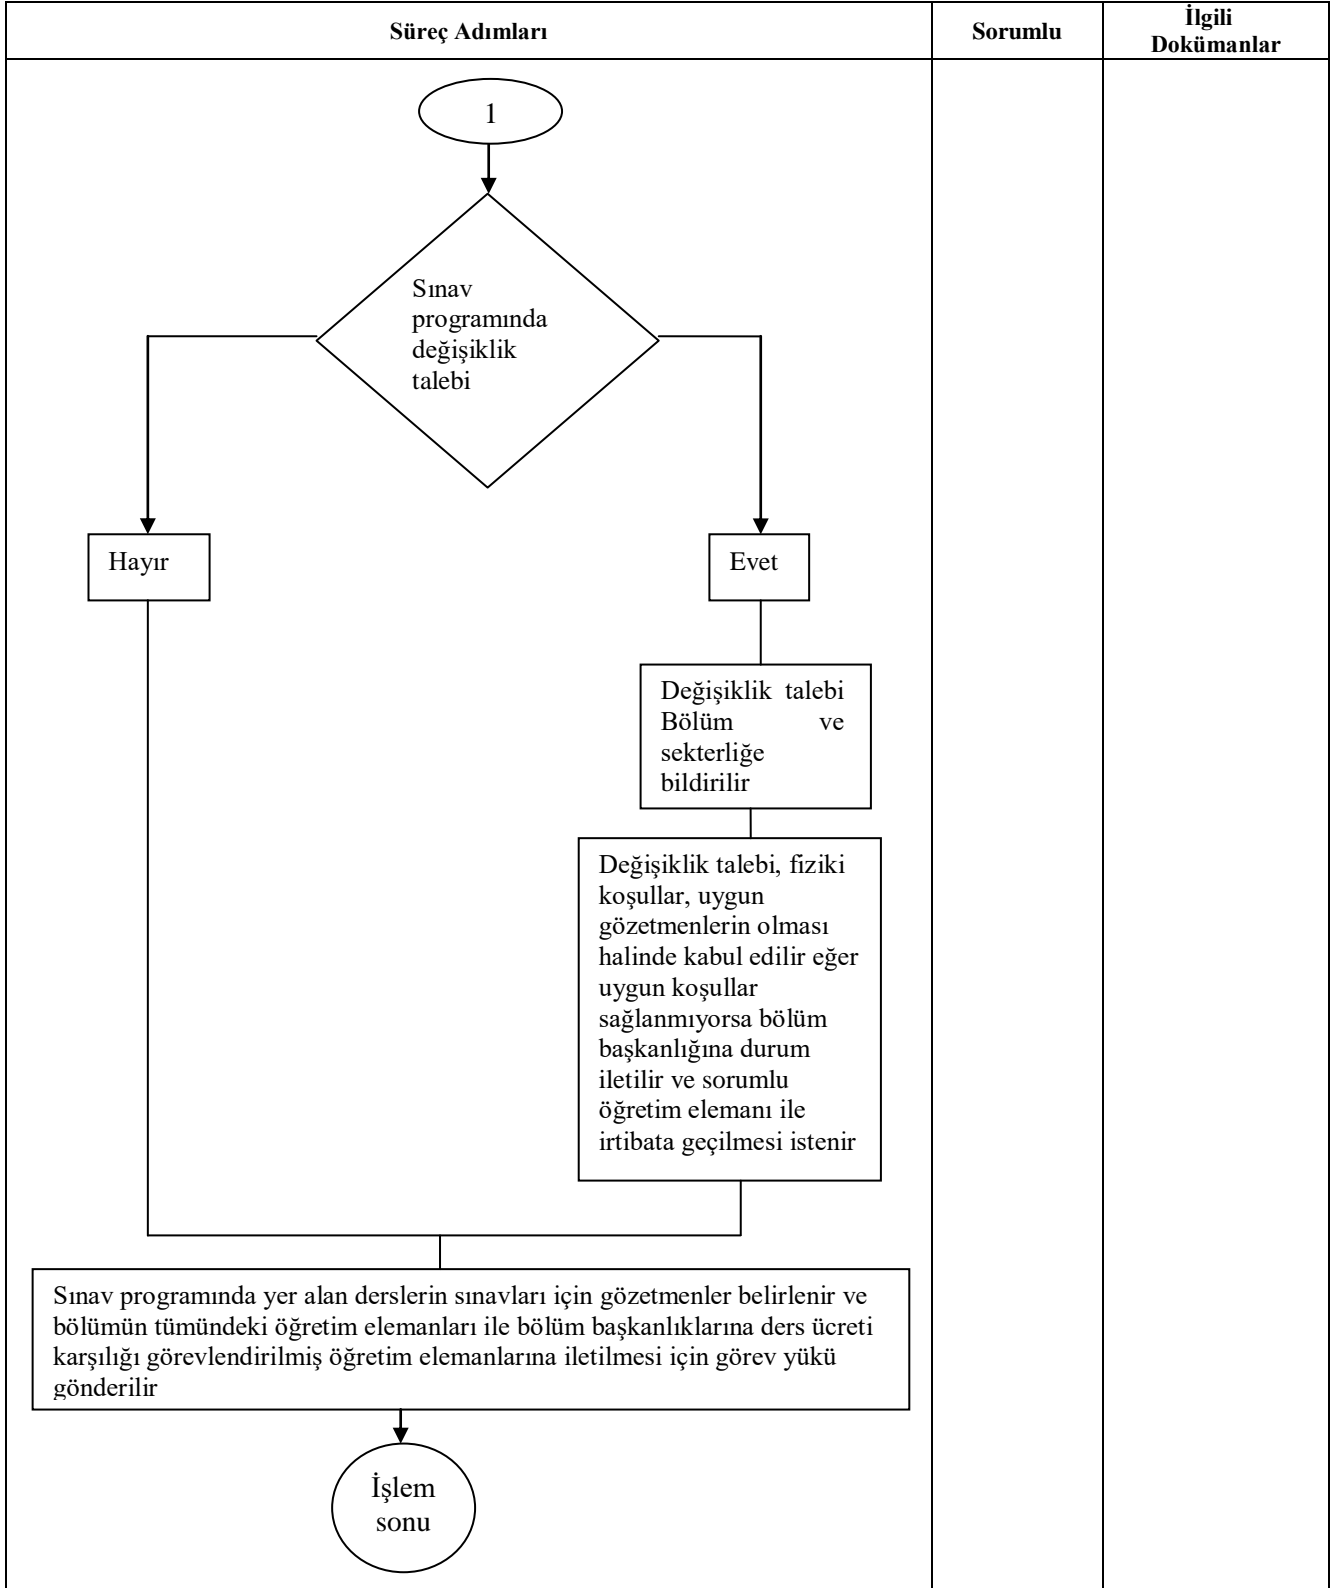 Süreç Adımları
Sorumlu
İlgili
Dokümanlar
1
Sınav
programında
değişiklik
talebi
Hayır
Evet
Değişiklik talebi
Bölüm ve
sekterliğe
bildirilir
Değişiklik talebi, fiziki
koşullar, uygun
gözetmenlerin olması
halinde kabul edilir eğer
uygun koşullar
sağlanmıyorsa bölüm
başkanlığına durum
iletilir ve sorumlu
öğretim elemanı ile
irtibata geçilmesi istenir
Sınav programında yer alan derslerin sınavları için gözetmenler belirlenir ve
bölümün tümündeki öğretim elemanları ile bölüm başkanlıklarına ders ücreti
karşılığı görevlendirilmiş öğretim elemanlarına iletilmesi için görev yükü
gönderilir
İşlem
sonu